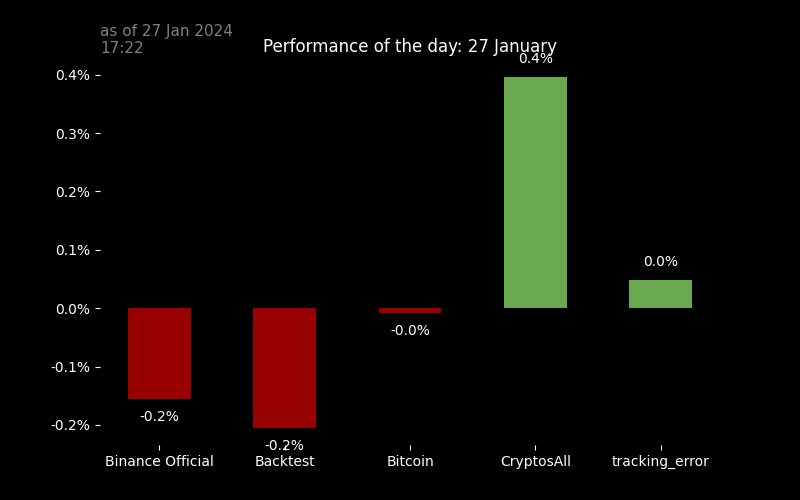 as of 27 Jan 2024
17:22
Performance of the day: 27 January
0.4%
0.4%
0.3%
0.2%
0.1%
0.0%
0.0%
-0.0%
-0.1%
-0.2%
-0.2%
-0.2%
Binance Official
Backtest
Bitcoin
CryptosAll
tracking_error